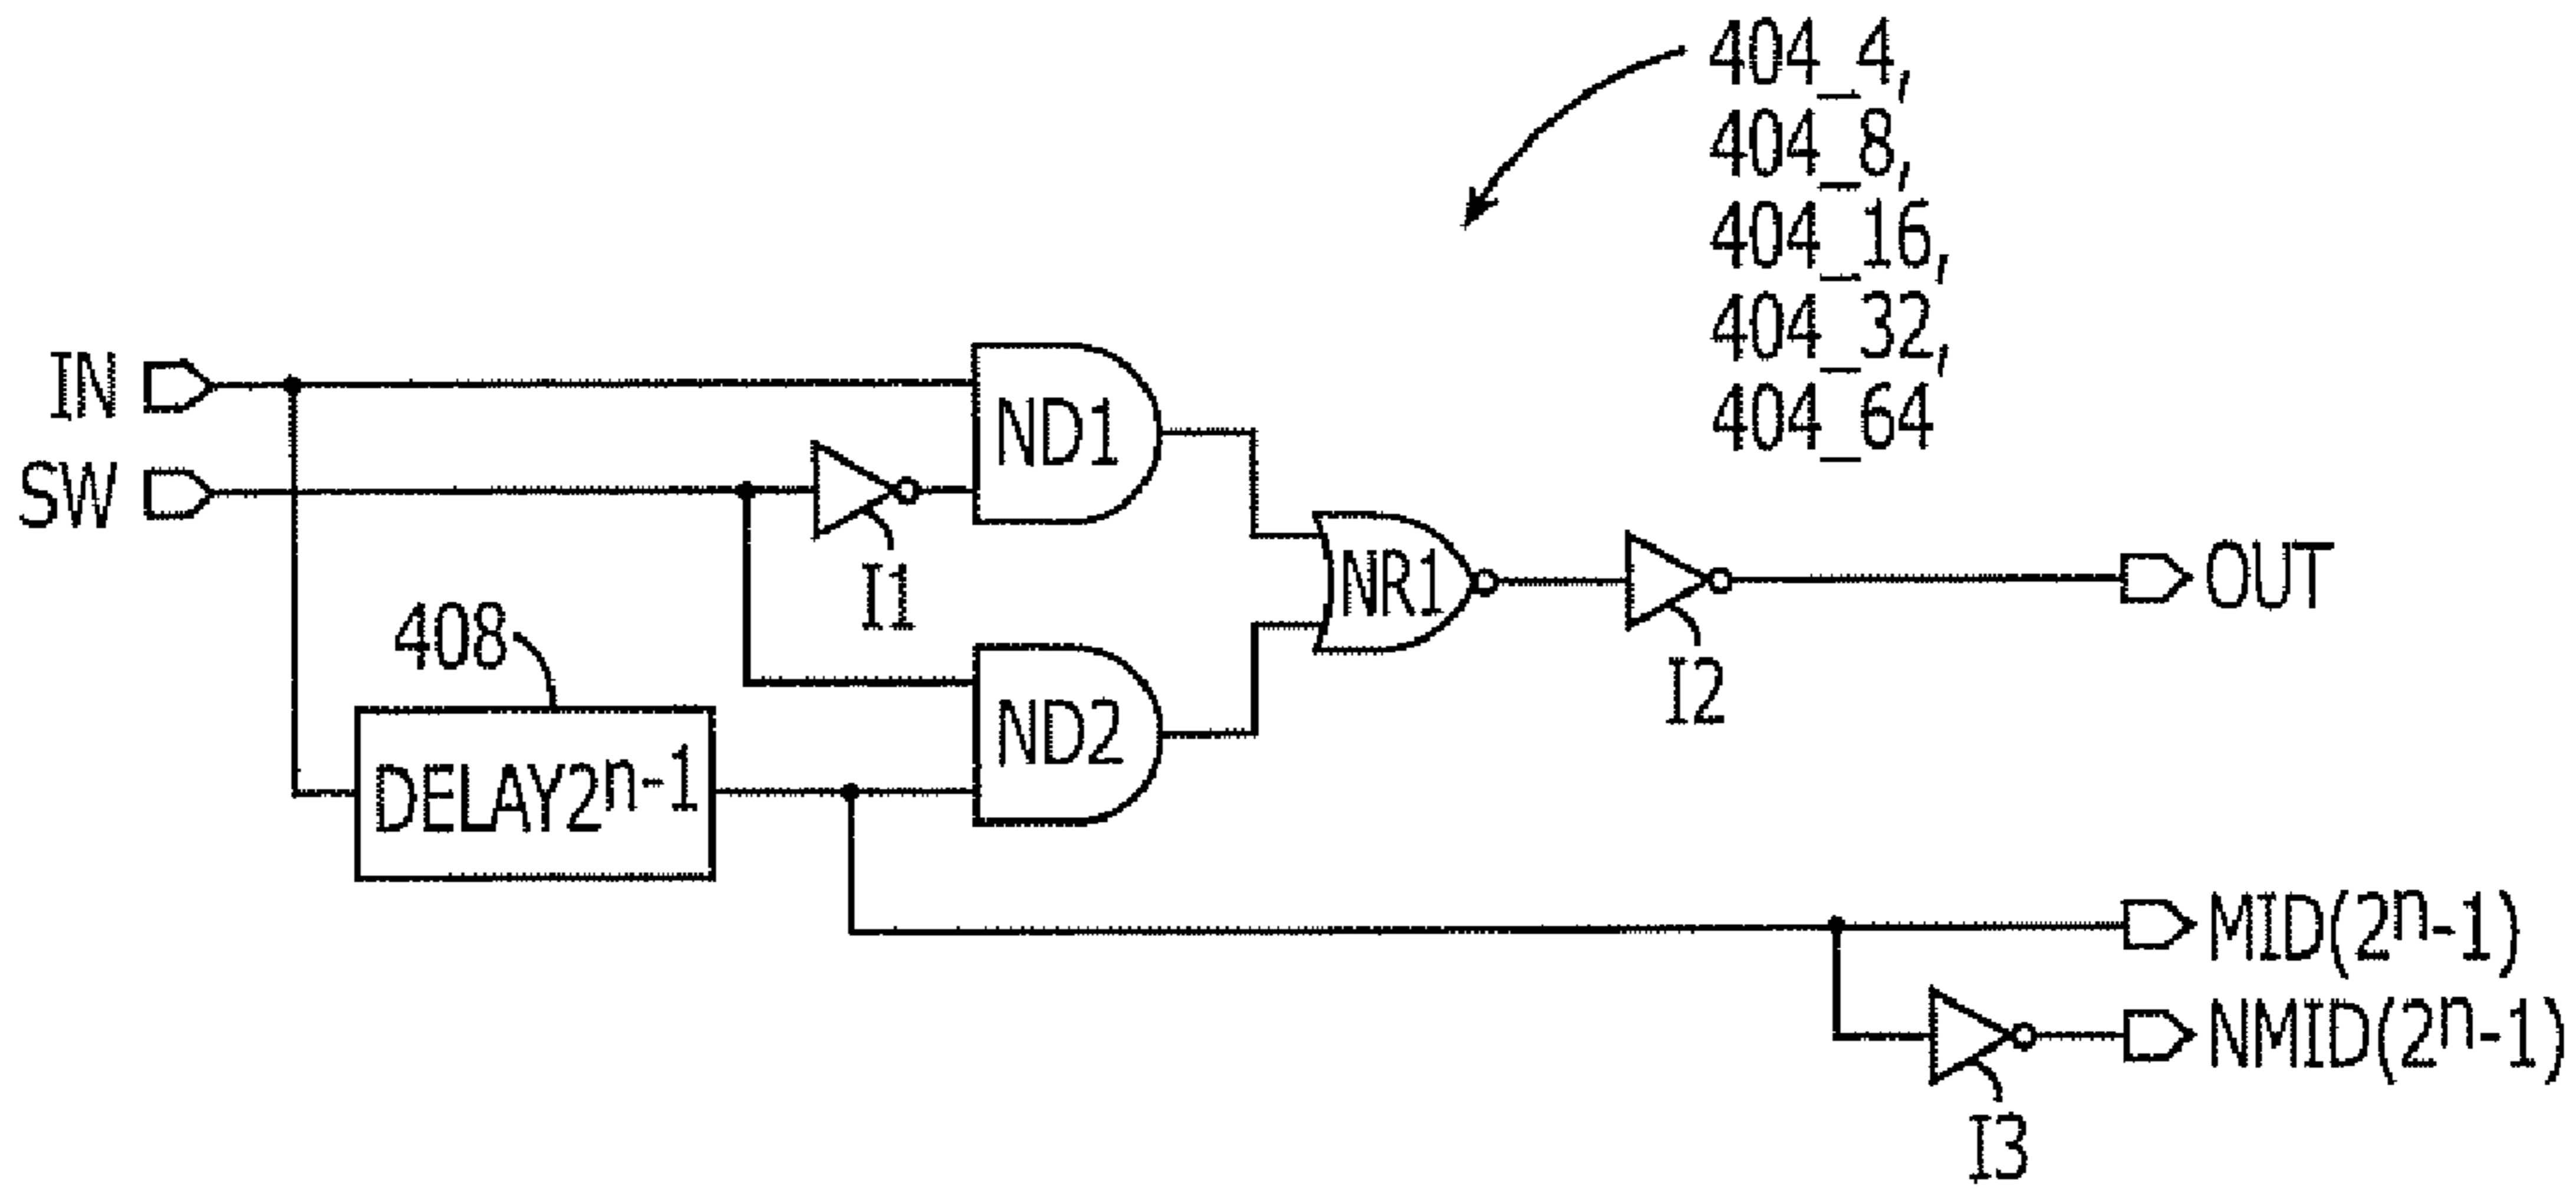 404_4,
404_8,
404_16,
404_32,
404_64
IN
SW
ND1
I1
NR1
OUT
408
I2
ND2
DELAY2ⁿ⁻¹
MID(2ⁿ-1)
NMID(2ⁿ-1)
I3